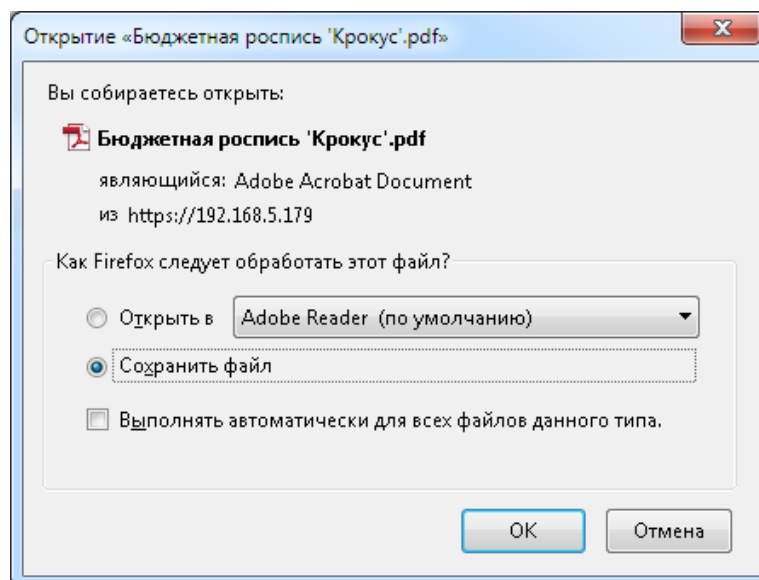 Открытие «Бюджетная роспись 'Крокус'.pdf»
Вы собираетесь открыть:
Бюджетная роспись 'Крокус'.pdf
являющийся: Adobe Acrobat Document
из https://192.168.5.179
Как Firefox следует обработать этот файл?
Открыть в Adobe Reader (по умолчанию)
Сохранить файл
Выполнять автоматически для всех файлов данного типа.
OK Отмена